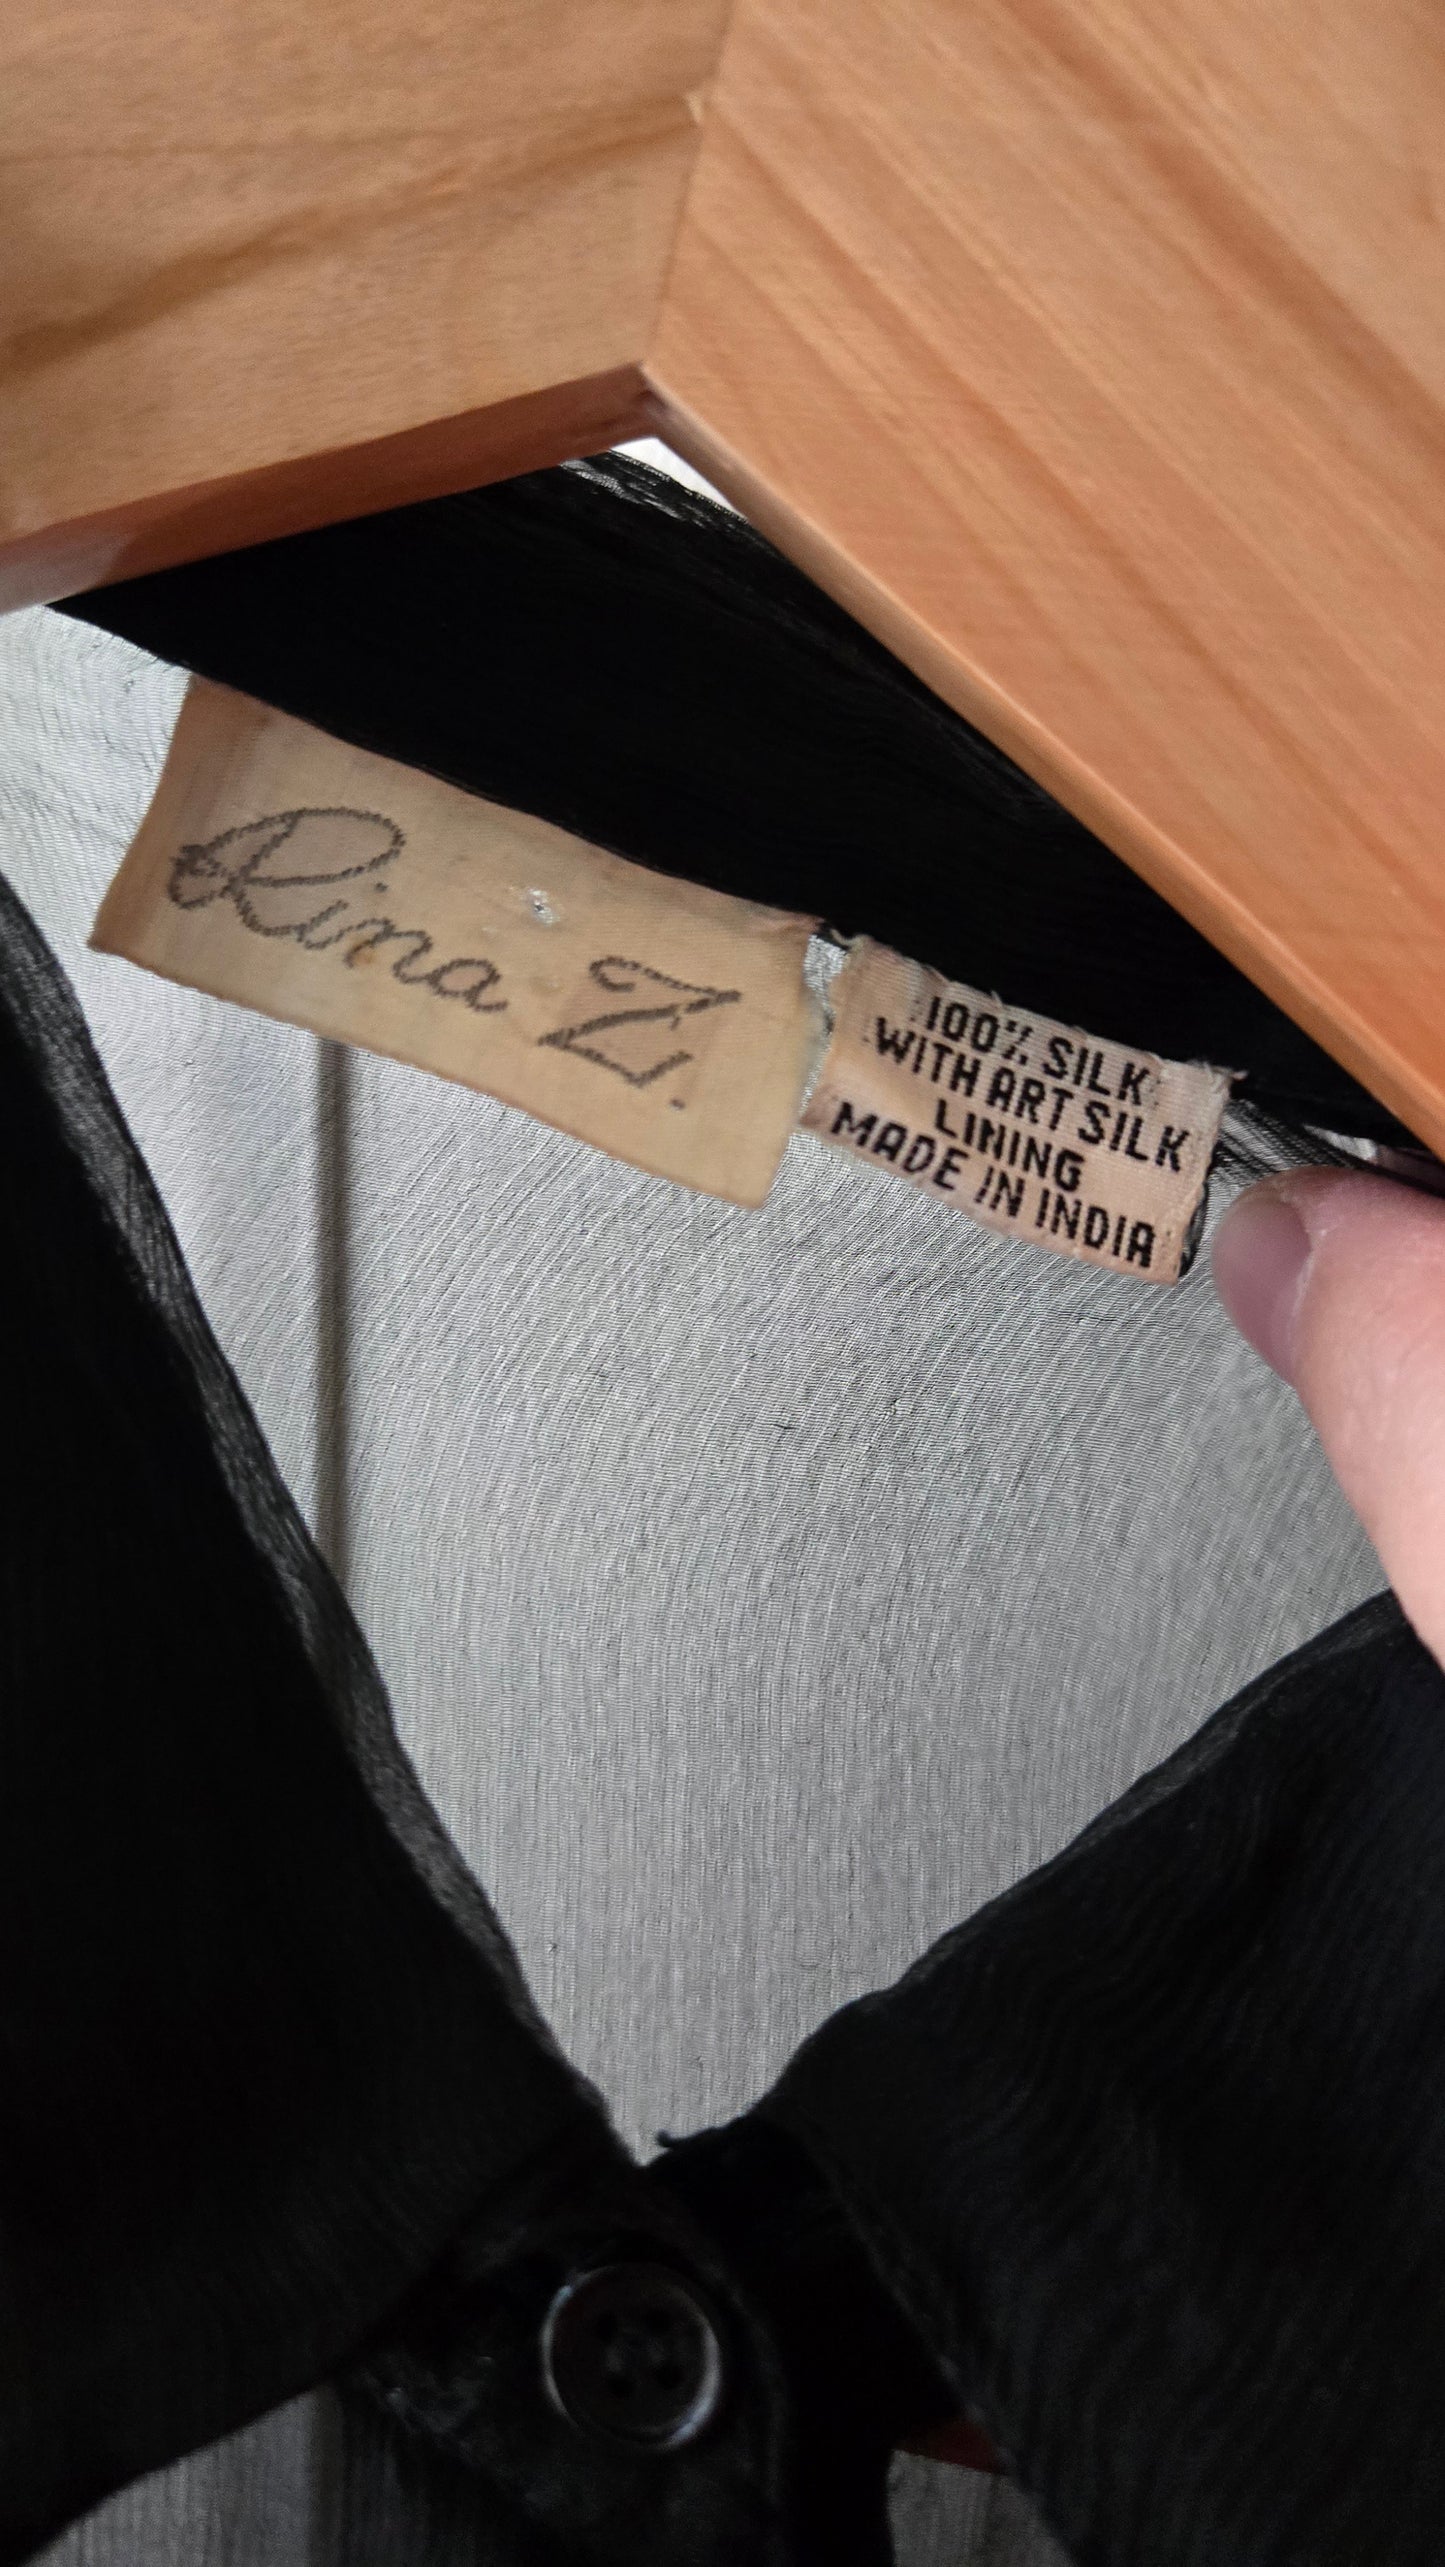 Rina Z.
100% SILK
WITH ART SILK
LINING
MADE IN INDIA